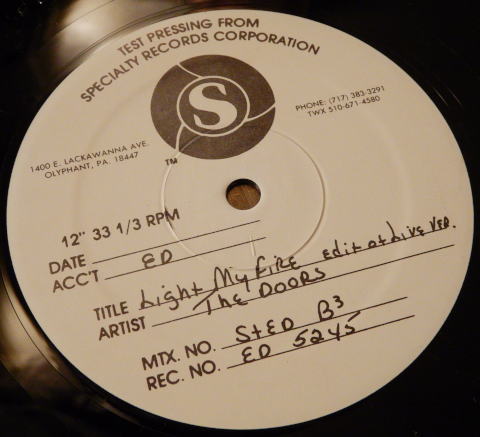 TEST PRESSING FROM
SPECIALTY RECORDS CORPORATION
S
1400 E. LACKAWANNA AVE.
OLYPHANT, PA. 18447
PHONE: (717) 383-3291
TWX 510-671-4580
TM
12" 33 1/3 RPM
DATE
ACC'T ED
TITLE Light My Fire edit of Live Ver.
ARTIST The DOORS
MTX. NO. StED B3
REC. NO. ED 5245